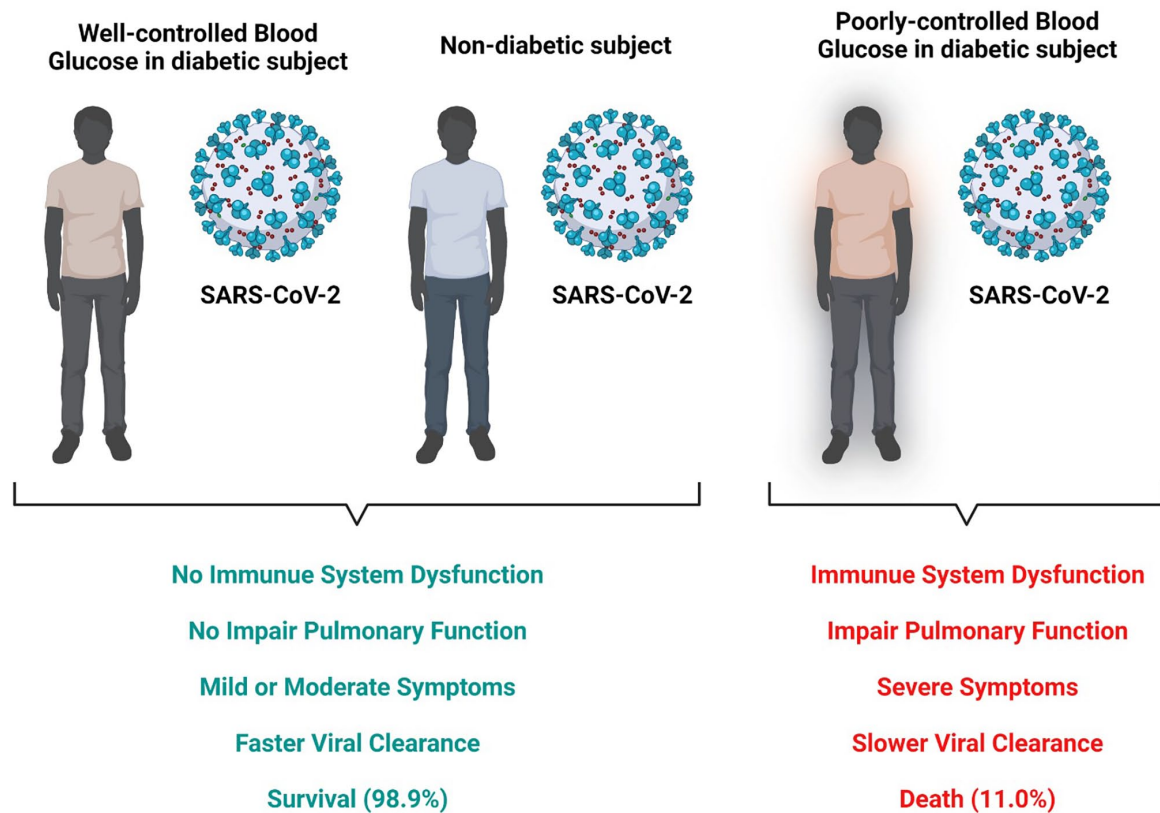 Well-controlled Blood
Glucose in diabetic subject
Non-diabetic subject
Poorly-controlled Blood
Glucose in diabetic subject
SARS-CoV-2
SARS-CoV-2
SARS-CoV-2
No Immunue System Dysfunction
No Impair Pulmonary Function
Mild or Moderate Symptoms
Faster Viral Clearance
Survival (98.9%)
Immunue System Dysfunction
Impair Pulmonary Function
Severe Symptoms
Slower Viral Clearance
Death (11.0%)